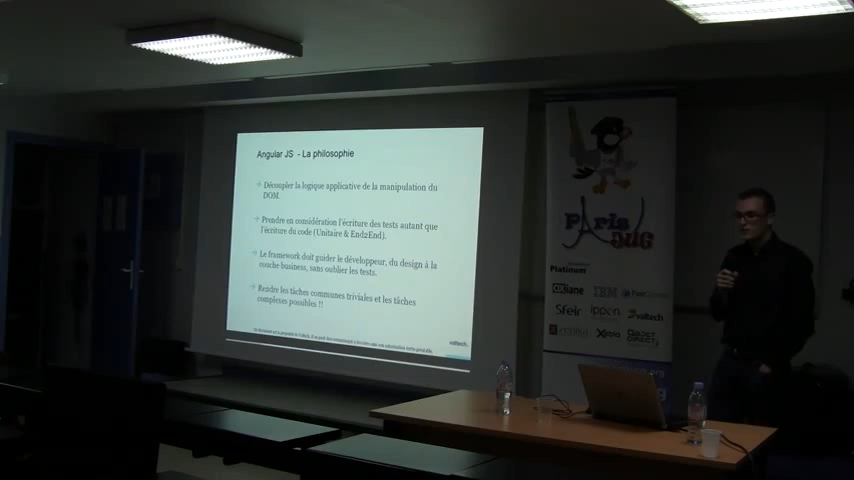 Angular JS - La philosophie
Découpler la logique applicative de la manipulation du
DOM.
Prendre en considération l'écriture des tests autant que
l'écriture du code (Unitaire & End2End).
Le framework doit guider le développeur, du design à la
couche business, sans oublier les tests.
Rendre les tâches communes triviales et les tâches
complexes possibles !!
valtech
Paris
JUG
Platinum
IBM
Sfeir
ippon
valtech
Xebia